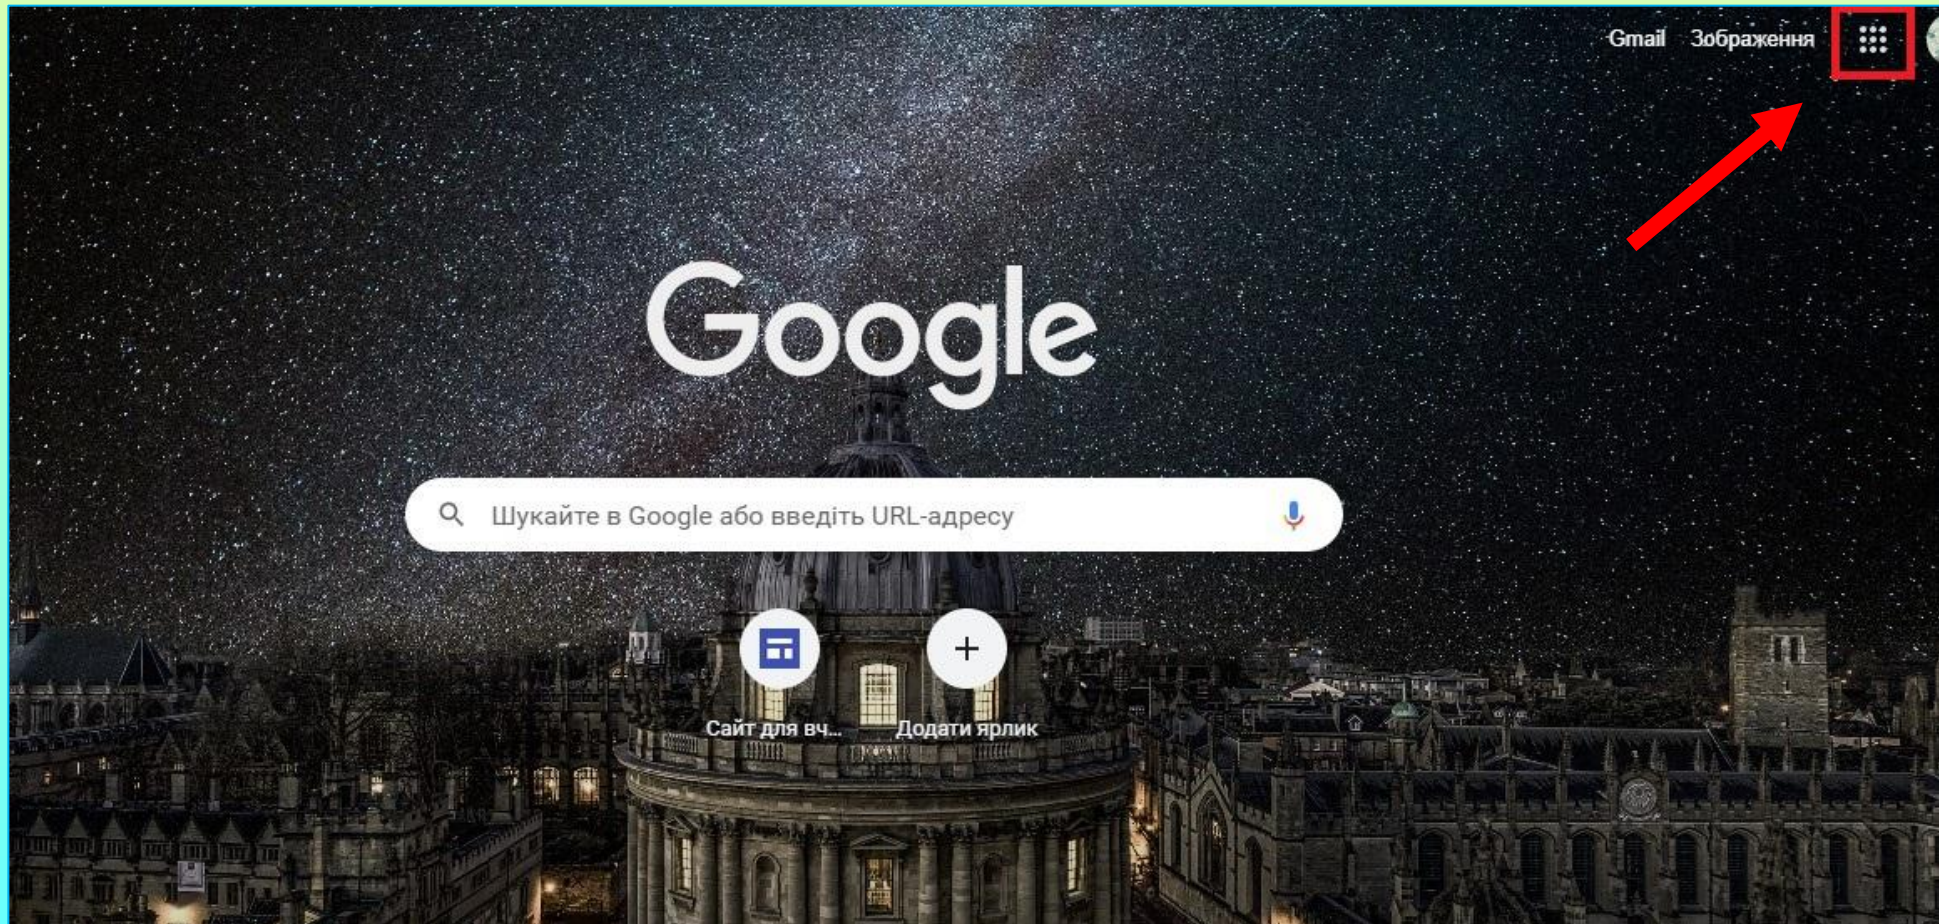 Gmail Зображення
Google
Шукайте в Google або введіть URL-адресу
Сайт для вч... Додати ярлик